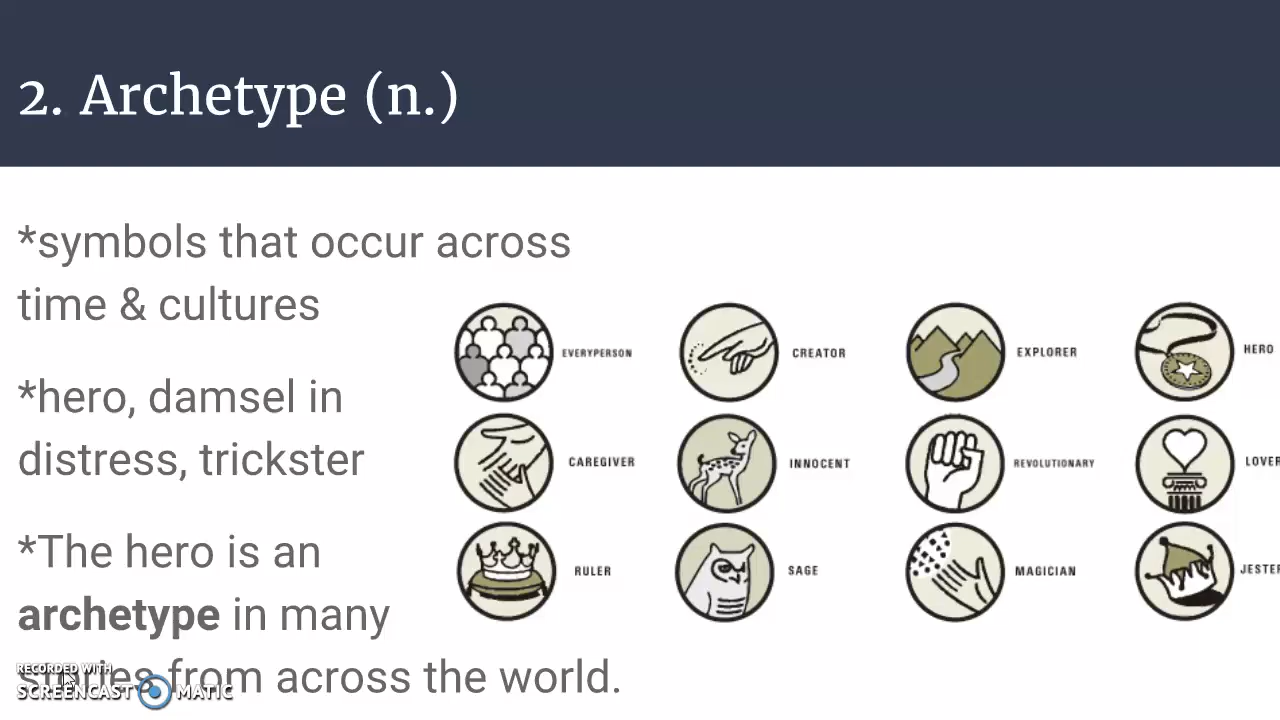 2. Archetype (n.)
*symbols that occur across
time & cultures
*hero, damsel in
distress, trickster
*The hero is an
archetype in many
stories from across the world.
EVERYPERSON
CREATOR
EXPLORER
HERO
CAREGIVER
INNOCENT
REVOLUTIONARY
LOVER
RULER
SAGE
MAGICIAN
JESTER
RECORDED WITH
SCREENCAST MATIC